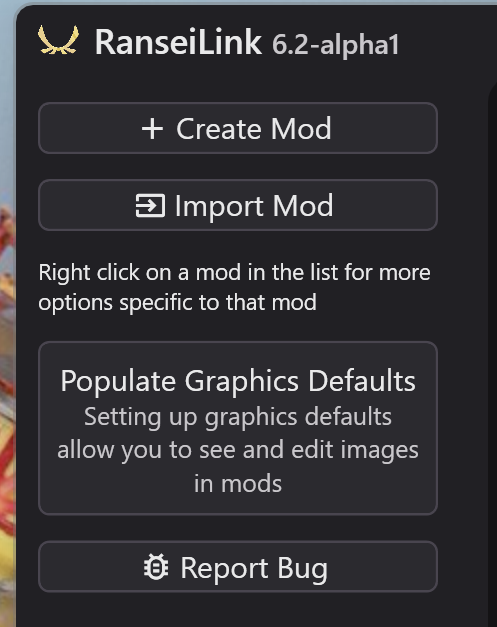 RanseiLink 6.2-alpha1
Create Mod
Import Mod
Right click on a mod in the list for more
options specific to that mod
Populate Graphics Defaults
Setting up graphics defaults
allow you to see and edit images
in mods
Report Bug